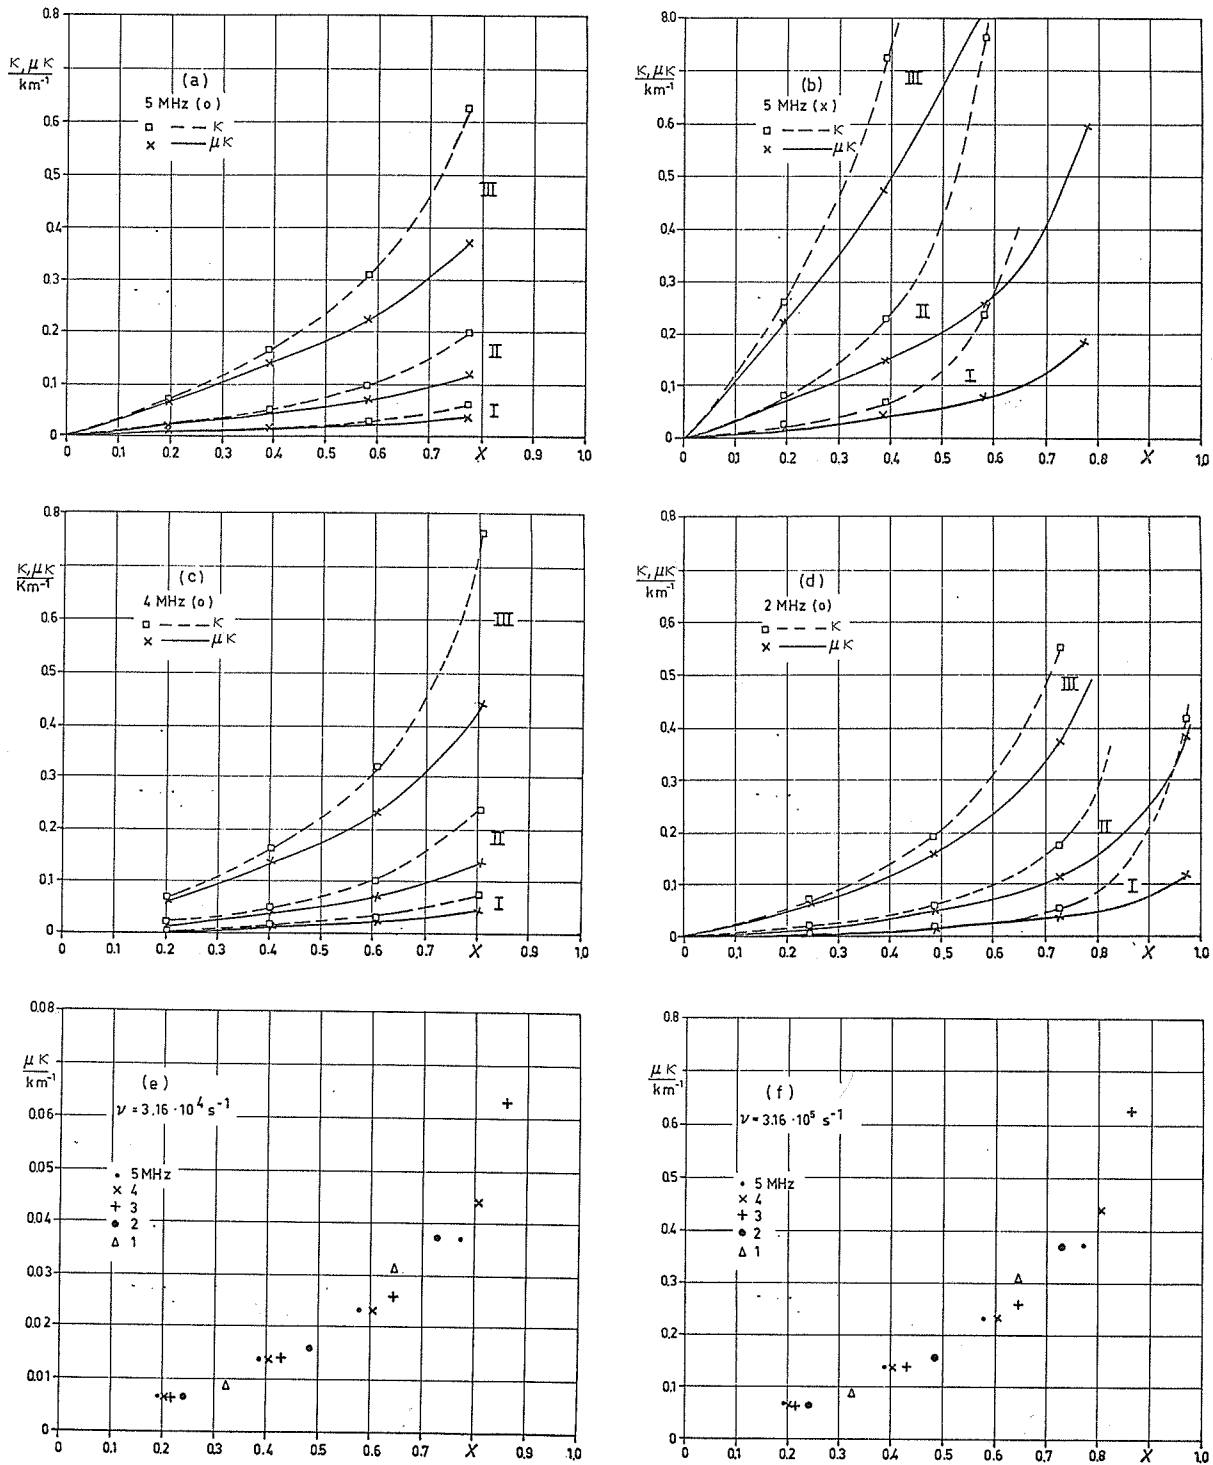 0.8
K, μK
km⁻¹
(a)
5 MHz (o)
□ --- K
× — μK
0.6
0.5
0.4
0.3
0.2
0.1
0
III
II
I
0 0.1 0.2 0.3 0.4 0.5 0.6 0.7 X 0.9 1.0
8.0
K, μK
km⁻¹
(b)
5 MHz (x)
□ --- K
× — μK
0.6
0.5
0.4
0.3
0.2
0.1
0
III
II
I
0 0.1 0.2 0.3 0.4 0.5 0.6 0.7 0.8 X 1.0
0.8
K, μK
Km⁻¹
(c)
4 MHz (o)
□ --- K
× — μK
0.6
0.5
0.4
0.3
0.2
0.1
0
III
II
I
0 0.1 0.2 0.3 0.4 0.5 0.6 0.7 X 0.9 1.0
0.8
K, μK
km⁻¹
(d)
2 MHz (o)
□ --- K
× — μK
0.6
0.5
0.4
0.3
0.2
0.1
0
III
II
I
0 0.1 0.2 0.3 0.4 0.5 0.6 0.7 0.8 X 1.0
0.08
μK
km⁻¹
(e)
ν = 3.16 · 10⁴ s⁻¹
0.06
0.05
0.04
0.03
0.02
0.01
0
• 5 MHz
× 4
+ 3
● 2
△ 1
0 0.1 0.2 0.3 0.4 0.5 0.6 0.7 X 0.9 1.0
0.8
μK
km⁻¹
(f)
ν = 3.16 · 10⁵ s⁻¹
0.6
0.5
0.4
0.3
0.2
0.1
0
• 5 MHz
× 4
+ 3
● 2
△ 1
0 0.1 0.2 0.3 0.4 0.5 0.6 0.7 0.8 X 1.0